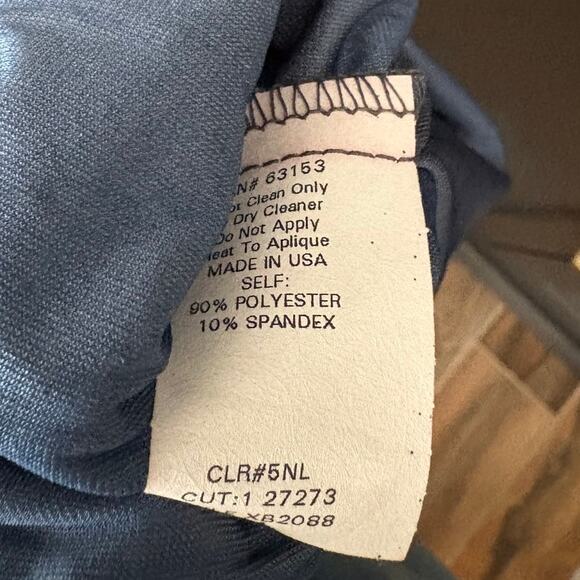 N# 63153
Clean Only
Dry Cleaner
Do Not Apply
Heat To Aplique
MADE IN USA
SELF:
90% POLYESTER
10% SPANDEX
CLR#5NL
CUT:1 27273
XB2088